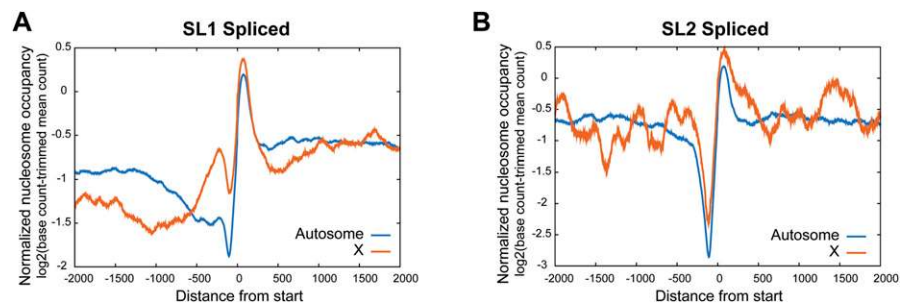 A
SL1 Spliced
Normalized nucleosome occupancy
log2(base count-trimmed mean count)
0.5
0
-0.5
-1
-1.5
-2
-2000 -1500 -1000 -500 0 500 1000 1500 2000
Distance from start
Autosome
X
B
SL2 Spliced
Normalized nucleosome occupancy
log2(base count-trimmed mean count)
0.5
0
-0.5
-1
-1.5
-2
-2.5
-3
-2000 -1500 -1000 -500 0 500 1000 1500 2000
Distance from start
Autosome
X